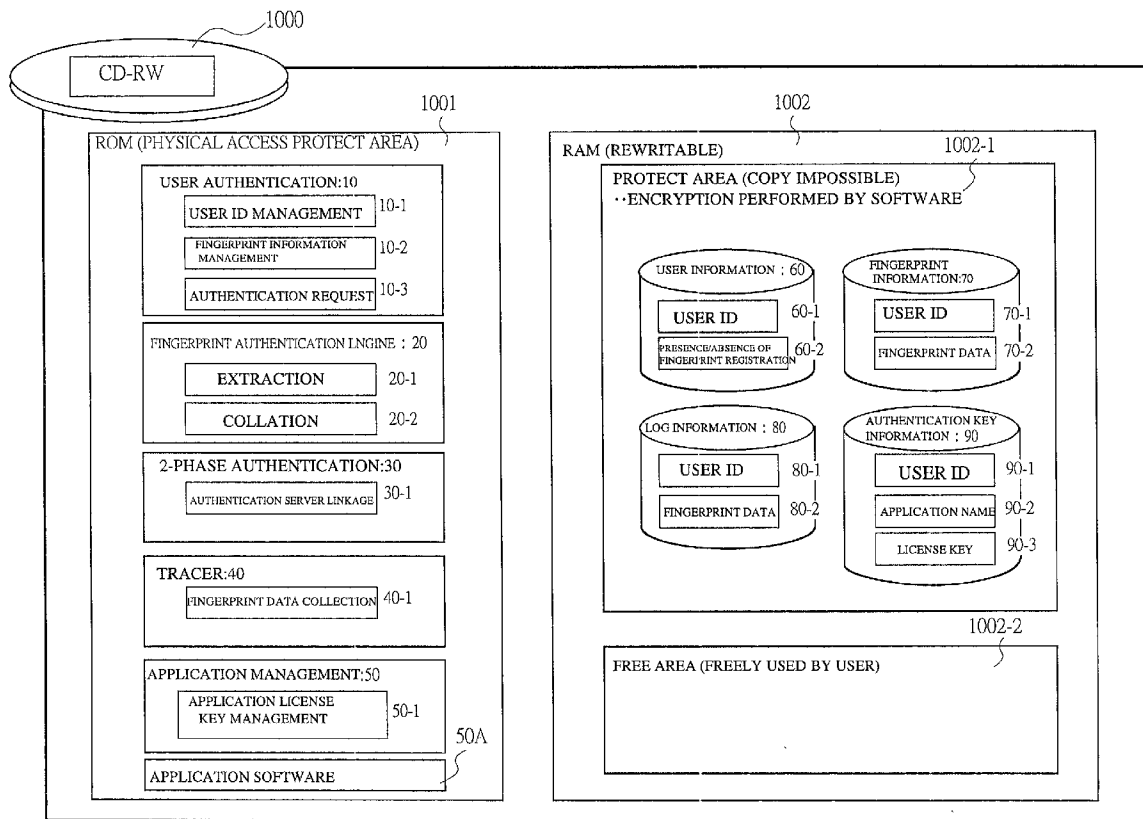 1000
CD-RW
1001
ROM (PHYSICAL ACCESS PROTECT AREA)
USER AUTHENTICATION:10
USER ID MANAGEMENT
10-1
FINGERPRINT INFORMATION
MANAGEMENT
10-2
AUTHENTICATION REQUEST
10-3
FINGERPRINT AUTHENTICATION LNGINE : 20
EXTRACTION
20-1
COLLATION
20-2
2-PHASE AUTHENTICATION:30
AUTHENTICATION SERVER LINKAGE
30-1
TRACER:40
FINGERPRINT DATA COLLECTION
40-1
APPLICATION MANAGEMENT:50
APPLICATION LICENSE
KEY MANAGEMENT
50-1
50A
APPLICATION SOFTWARE
1002
RAM (REWRITABLE)
1002-1
PROTECT AREA (COPY IMPOSSIBLE)
··ENCRYPTION PERFORMED BY SOFTWARE
USER INFORMATION : 60
USER ID
60-1
PRESENCE/ABSENCE OF
FINGERPRINT REGISTRATION
60-2
FINGERPRINT
INFORMATION:70
USER ID
70-1
FINGERPRINT DATA
70-2
LOG INFORMATION : 80
USER ID
80-1
FINGERPRINT DATA
80-2
AUTHENTICATION KEY
INFORMATION : 90
USER ID
90-1
APPLICATION NAME
90-2
LICENSE KEY
90-3
1002-2
FREE AREA (FREELY USED BY USER)